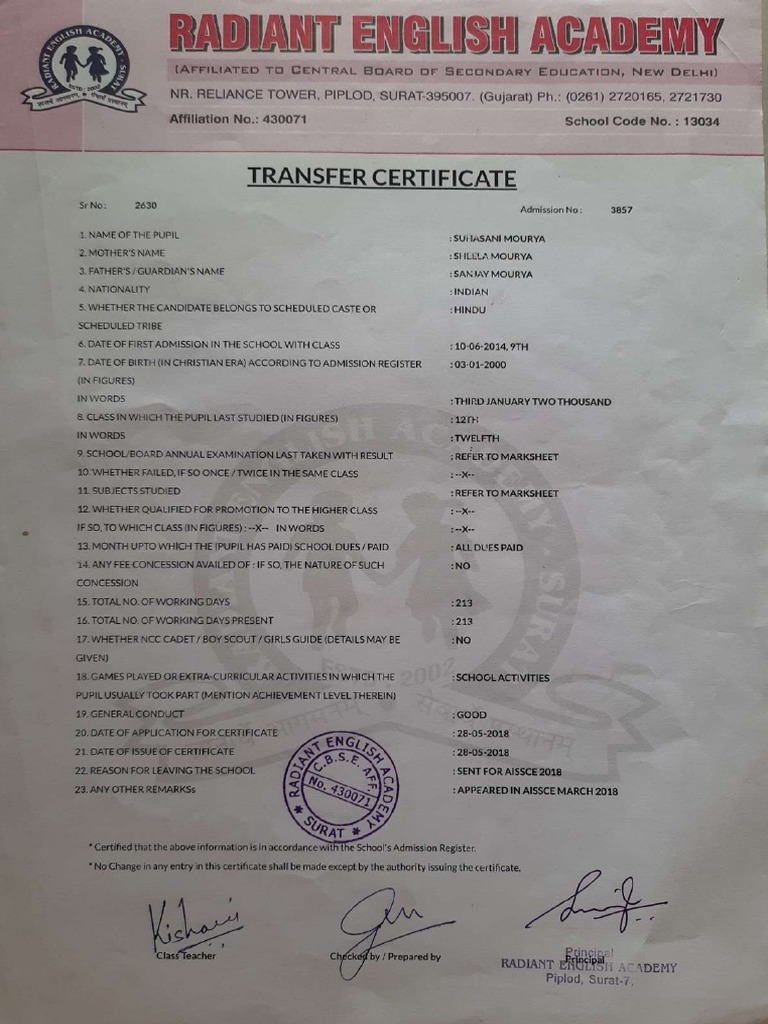 RADIANT ENGLISH ACADEMY
(AFFILIATED TO CENTRAL BOARD OF SECONDARY EDUCATION, NEW DELHI)
NR. RELIANCE TOWER, PIPLOD, SURAT-395007. (Gujarat) Ph.: (0261) 2720165, 2721730
Affiliation No.: 430071 School Code No. : 13034
RADIANT ENGLISH ACADEMY - SURAT
ESTD. 2002
TRANSFER CERTIFICATE
Sr No : 2630 Admission No : 3857
1. NAME OF THE PUPIL : SUHASANI MOURYA
2. MOTHER'S NAME : SHEELA MOURYA
3. FATHER'S / GUARDIAN'S NAME : SANJAY MOURYA
4. NATIONALITY : INDIAN
5. WHETHER THE CANDIDATE BELONGS TO SCHEDULED CASTE OR : HINDU
SCHEDULED TRIBE
6. DATE OF FIRST ADMISSION IN THE SCHOOL WITH CLASS : 10-06-2014, 9TH
7. DATE OF BIRTH (IN CHRISTIAN ERA) ACCORDING TO ADMISSION REGISTER : 03-01-2000
(IN FIGURES)
IN WORDS : THIRD JANUARY TWO THOUSAND
8. CLASS IN WHICH THE PUPIL LAST STUDIED (IN FIGURES) : 12TH
IN WORDS : TWELFTH
9. SCHOOL/BOARD ANNUAL EXAMINATION LAST TAKEN WITH RESULT : REFER TO MARKSHEET
10. WHETHER FAILED, IF SO ONCE / TWICE IN THE SAME CLASS : --X--
11. SUBJECTS STUDIED : REFER TO MARKSHEET
12. WHETHER QUALIFIED FOR PROMOTION TO THE HIGHER CLASS : --X--
IF SO, TO WHICH CLASS (IN FIGURES) : --X-- IN WORDS : --X--
13. MONTH UPTO WHICH THE (PUPIL HAS PAID) SCHOOL DUES / PAID : ALL DUES PAID
14. ANY FEE CONCESSION AVAILED OF : IF SO, THE NATURE OF SUCH : NO
CONCESSION
15. TOTAL NO. OF WORKING DAYS : 213
16. TOTAL NO. OF WORKING DAYS PRESENT : 213
17. WHETHER NCC CADET / BOY SCOUT / GIRLS GUIDE (DETAILS MAY BE : NO
GIVEN)
18. GAMES PLAYED OR EXTRA-CURRICULAR ACTIVITIES IN WHICH THE : SCHOOL ACTIVITIES
PUPIL USUALLY TOOK PART (MENTION ACHIEVEMENT LEVEL THEREIN)
19. GENERAL CONDUCT : GOOD
20. DATE OF APPLICATION FOR CERTIFICATE : 28-05-2018
21. DATE OF ISSUE OF CERTIFICATE : 28-05-2018
22. REASON FOR LEAVING THE SCHOOL : SENT FOR AISSCE 2018
23. ANY OTHER REMARKSs : APPEARED IN AISSCE MARCH 2018
RADIANT ENGLISH ACADEMY
C.B.S.E. AFF.
No. 430071
* SURAT *
* Certified that the above information is in accordance with the School's Admission Register.
* No Change in any entry in this certificate shall be made except by the authority issuing the certificate.
Class Teacher Checked by / Prepared by Principal
Principal
RADIANT ENGLISH ACADEMY
Piplod, Surat-7.